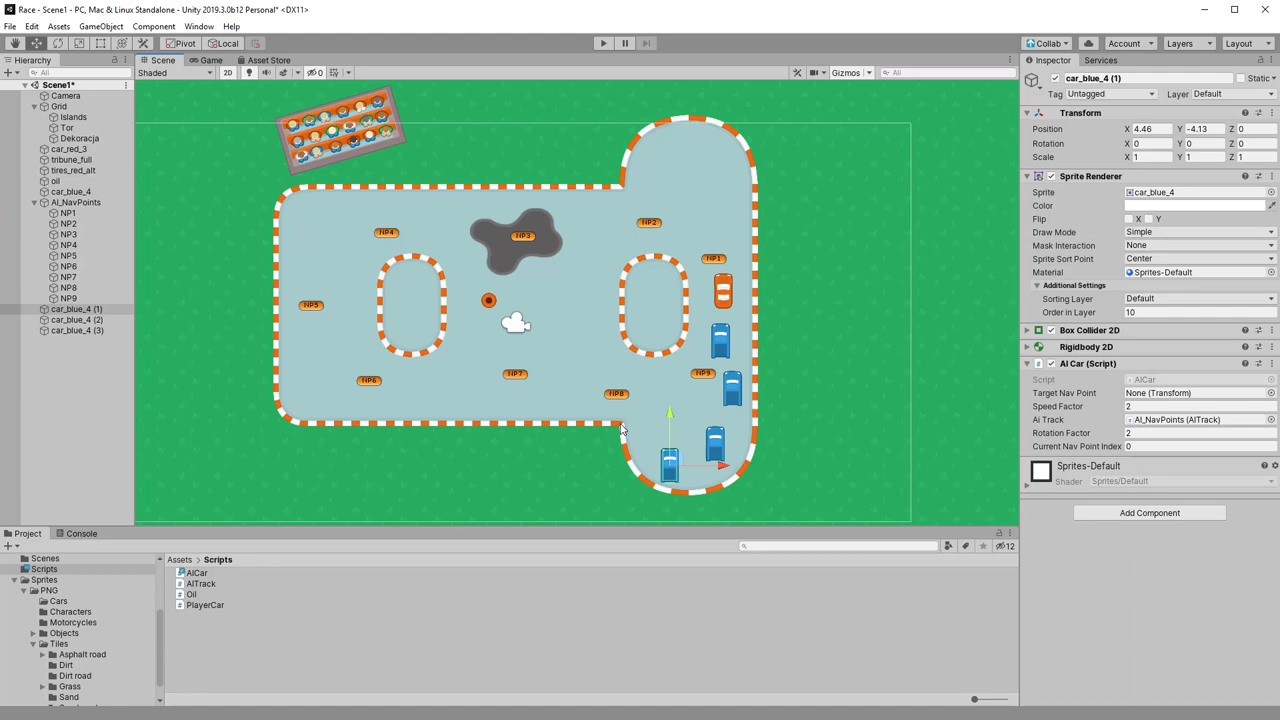 Race - Scene1 - PC, Mac & Linux Standalone - Unity 2019.3.0b12 Personal* <DX11>
File Edit Assets GameObject Component Window Help
Pivot Local Collab Account Layers Layout
Hierarchy
All
Scene1*
Camera
Grid
Islands
Tor
Dekoracja
car_red_3
tribune_full
tires_red_alt
oil
car_blue_4
AI_NavPoints
NP1
NP2
NP3
NP4
NP5
NP6
NP7
NP8
NP9
car_blue_4 (1)
car_blue_4 (2)
car_blue_4 (3)
Scene Game Asset Store
Shaded 2D 0 Gizmos All
NP2
NP4 NP3
NP1
NP5
NP7 NP9
NP6
NP8
Inspector Services
car_blue_4 (1) Static
Tag Untagged Layer Default
Transform
Position X 4.46 Y -4.13 Z 0
Rotation X 0 Y 0 Z 0
Scale X 1 Y 1 Z 1
Sprite Renderer
Sprite car_blue_4
Color
Flip X Y
Draw Mode Simple
Mask Interaction None
Sprite Sort Point Center
Material Sprites-Default
Additional Settings
Sorting Layer Default
Order in Layer 10
Box Collider 2D
Rigidbody 2D
AI Car (Script)
Script AICar
Target Nav Point None (Transform)
Speed Factor 2
Ai Track AI_NavPoints (AITrack)
Rotation Factor 2
Current Nav Point Index 0
Sprites-Default
Shader Sprites/Default
Add Component
Project Console
12
Scenes
Scripts
Sprites
PNG
Cars
Characters
Motorcycles
Objects
Tiles
Asphalt road
Dirt
Dirt road
Grass
Sand
Assets > Scripts
AICar
AITrack
Oil
PlayerCar